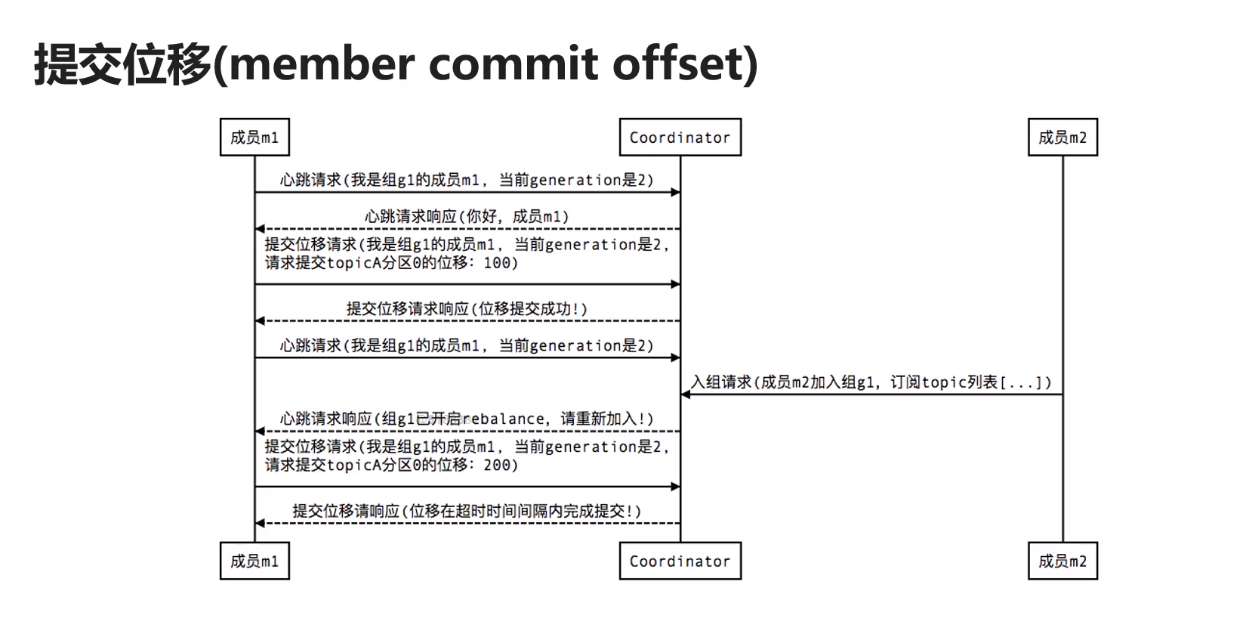 提交位移(member commit offset)
成员m1
Coordinator
成员m2
心跳请求(我是组g1的成员m1, 当前generation是2)
心跳请求响应(你好, 成员m1)
提交位移请求(我是组g1的成员m1, 当前generation是2,
请求提交topicA分区0的位移: 100)
提交位移请求响应(位移提交成功!)
心跳请求(我是组g1的成员m1, 当前generation是2)
入组请求(成员m2加入组g1, 订阅topic列表[...])
心跳请求响应(组g1已开启rebalance, 请重新加入!)
提交位移请求(我是组g1的成员m1, 当前generation是2,
请求提交topicA分区0的位移: 200)
提交位移请响应(位移在超时时间间隔内完成提交!)
成员m1
Coordinator
成员m2